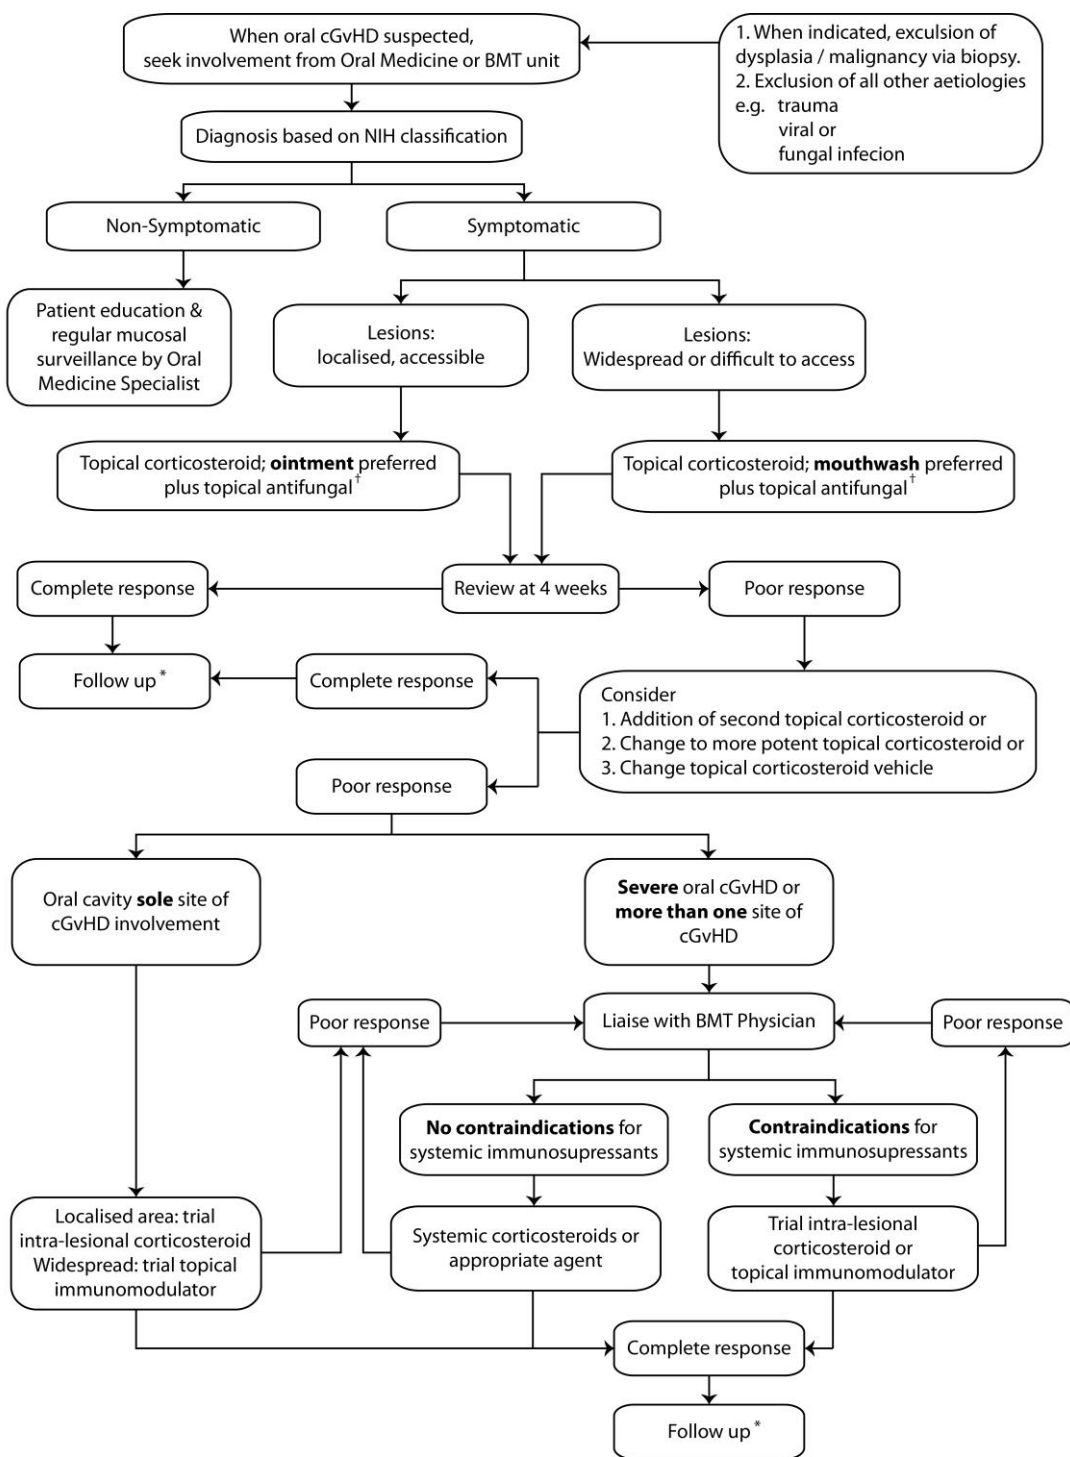 When oral cGvHD suspected,
seek involvement from Oral Medicine or BMT unit
1. When indicated, exculsion of
dysplasia / malignancy via biopsy.
2. Exclusion of all other aetiologies
e.g. trauma
viral or
fungal infecion
Diagnosis based on NIH classification
Non-Symptomatic
Symptomatic
Patient education &
regular mucosal
surveillance by Oral
Medicine Specialist
Lesions:
localised, accessible
Lesions:
Widespread or difficult to access
Topical corticosteroid; ointment preferred
plus topical antifungal†
Topical corticosteroid; mouthwash preferred
plus topical antifungal†
Complete response
Review at 4 weeks
Poor response
Follow up *
Complete response
Consider
1. Addition of second topical corticosteroid or
2. Change to more potent topical corticosteroid or
3. Change topical corticosteroid vehicle
Poor response
Oral cavity sole site of
cGvHD involvement
Severe oral cGvHD or
more than one site of
cGvHD
Poor response
Liaise with BMT Physician
Poor response
No contraindications for
systemic immunosupressants
Contraindications for
systemic immunosupressants
Localised area: trial
intra-lesional corticosteroid
Widespread: trial topical
immunomodulator
Systemic corticosteroids or
appropriate agent
Trial intra-lesional
corticosteroid or
topical immunomodulator
Complete response
Follow up *